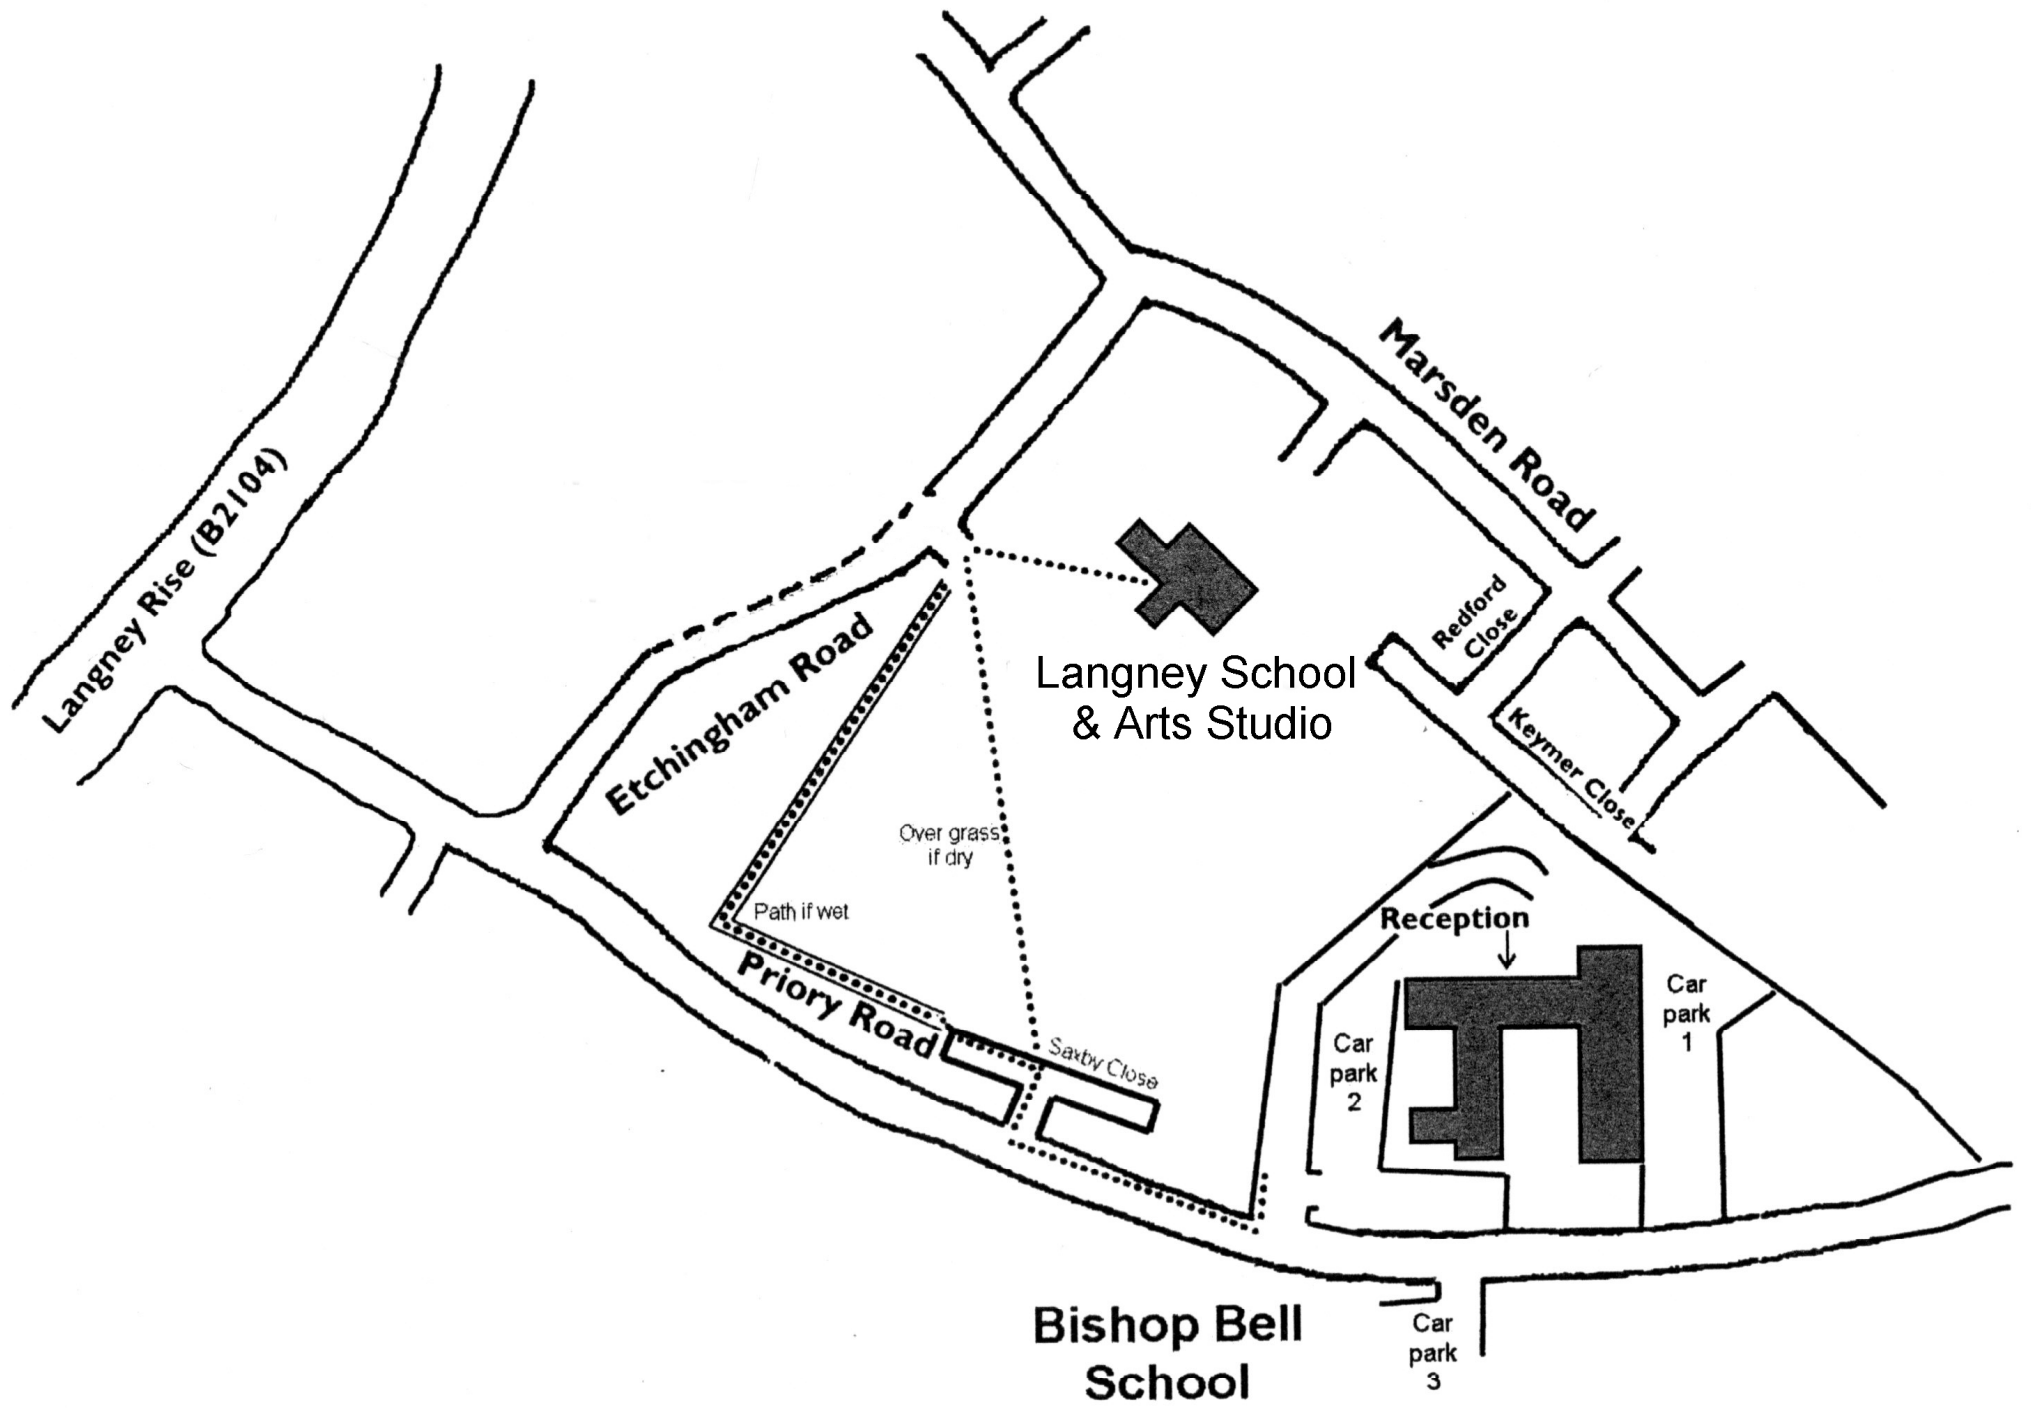 Marsden Road
Langney Rise (B2104)
Redford
Close
Etchingham Road
Langney School
& Arts Studio
Keymer Close
Over grass
if dry
Path if wet
Reception
Priory Road
Car
park
1
Car
park
2
Saxby Close
Bishop Bell
School
Car
park
3